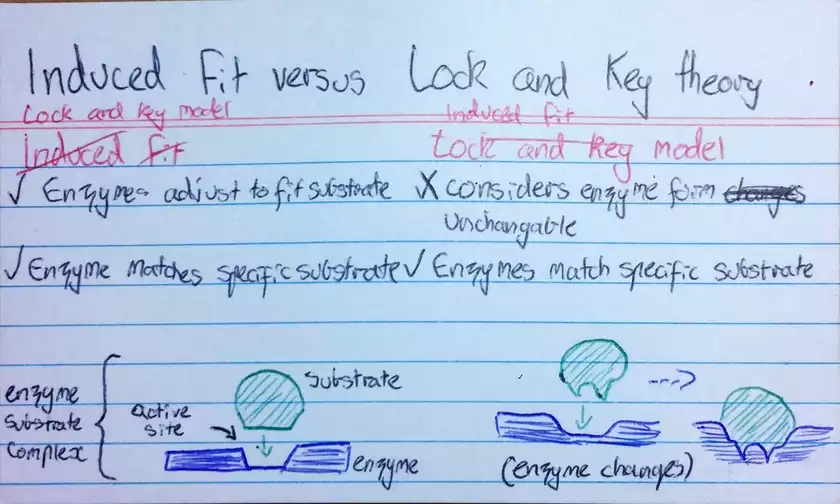 Induced Fit versus Lock and Key theory
Lock and Key model Induced fit
Induced fit Lock and Key model
✓ Enzymes adjust to fit substrate X considers enzyme form changes
unchangable
✓ Enzyme matches specific substrate ✓ Enzymes match specific substrate
substrate
enzyme
substrate
complex
active
site
enzyme
(enzyme changes)